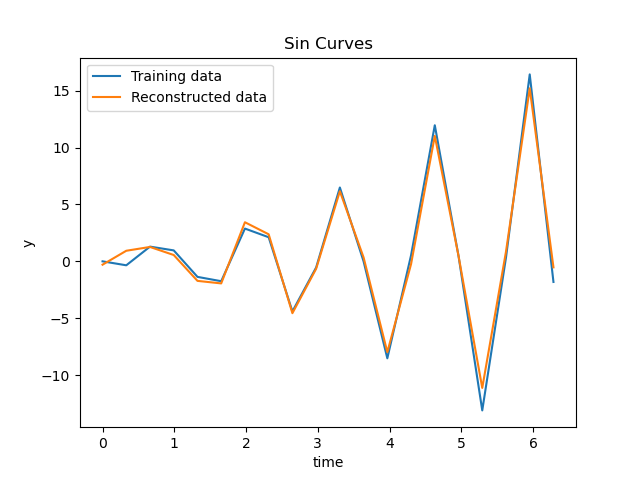 Sin Curves
Training data
Reconstructed data
15
10
5
0
−5
−10
y
0 1 2 3 4 5 6
time